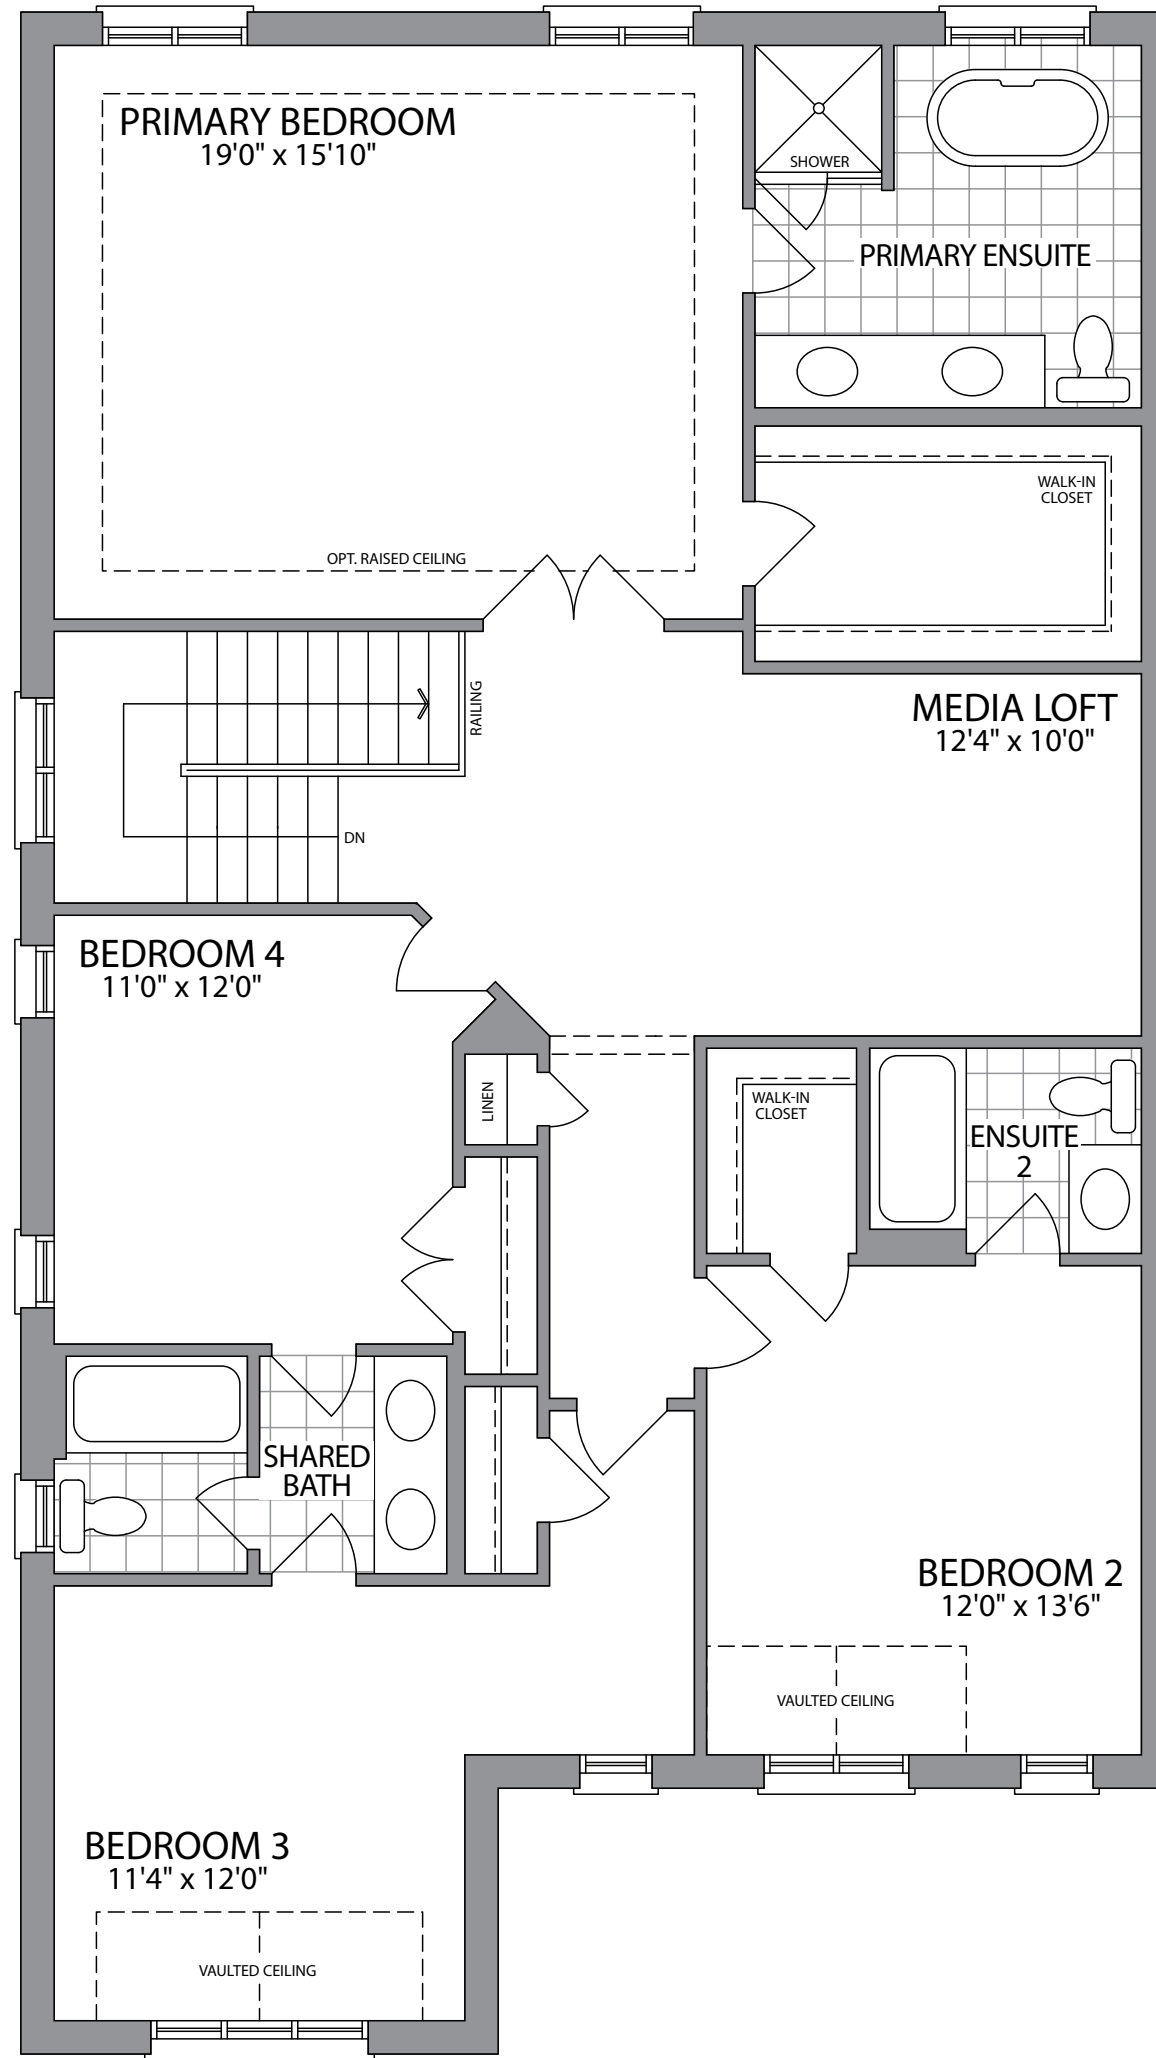 PRIMARY BEDROOM
19'0" x 15'10"
SHOWER
PRIMARY ENSUITE
WALK-IN
CLOSET
OPT. RAISED CEILING
RAILING
MEDIA LOFT
12'4" x 10'0"
DN
BEDROOM 4
11'0" x 12'0"
LINEN
WALK-IN
CLOSET
ENSUITE
2
SHARED
BATH
BEDROOM 2
12'0" x 13'6"
VAULTED CEILING
BEDROOM 3
11'4" x 12'0"
VAULTED CEILING